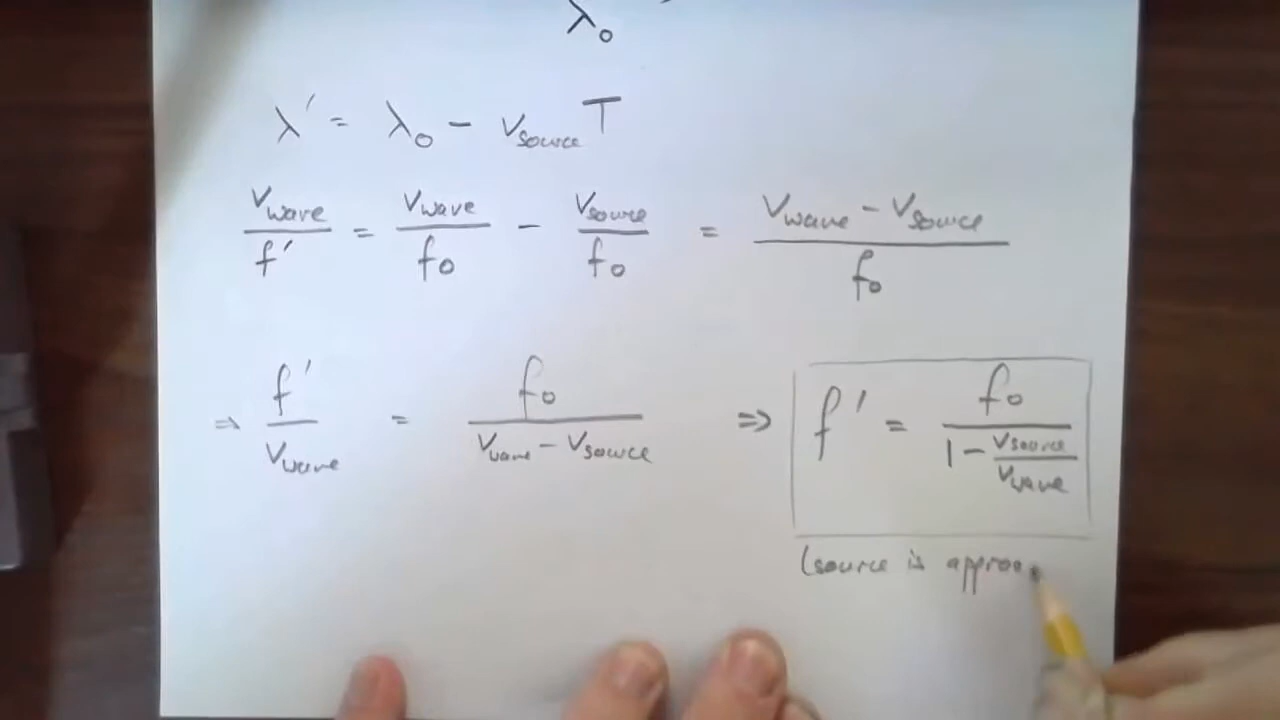 λ₀
λ' = λ₀ - v_source T
v_wave / f' = v_wave / f₀ - v_source / f₀ = (v_wave - v_source) / f₀
⇒ f' / v_wave = f₀ / (v_wave - v_source) ⇒ f' = f₀ / (1 - v_source / v_wave)
(source is approa